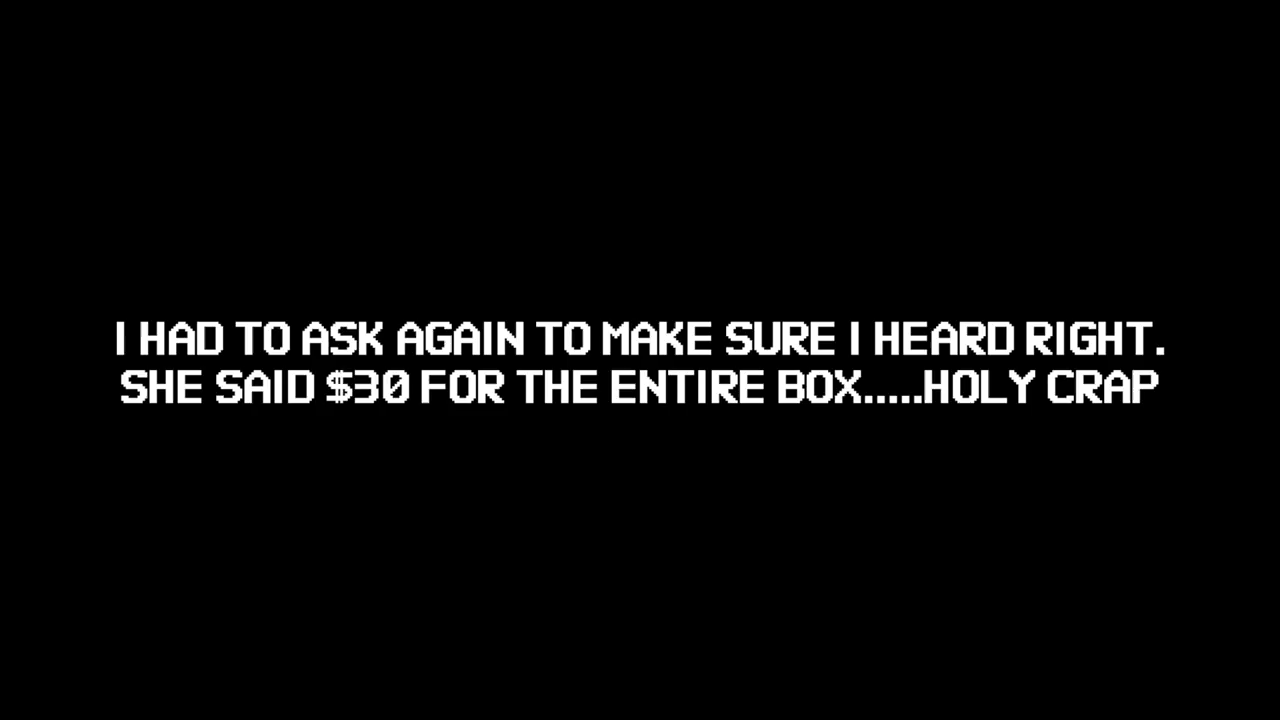 I HAD TO ASK AGAIN TO MAKE SURE I HEARD RIGHT.
SHE SAID $30 FOR THE ENTIRE BOX.....HOLY CRAP